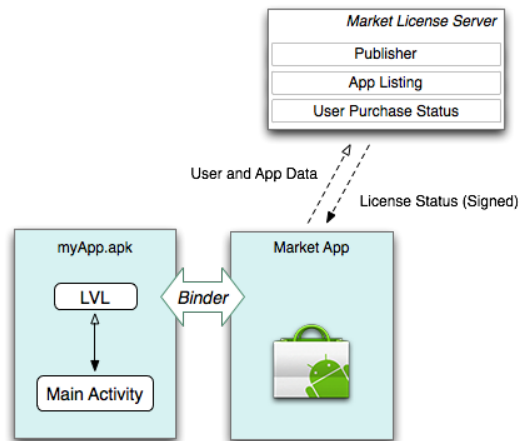 Market License Server
Publisher
App Listing
User Purchase Status
User and App Data
License Status (Signed)
myApp.apk
Market App
LVL
Binder
Main Activity